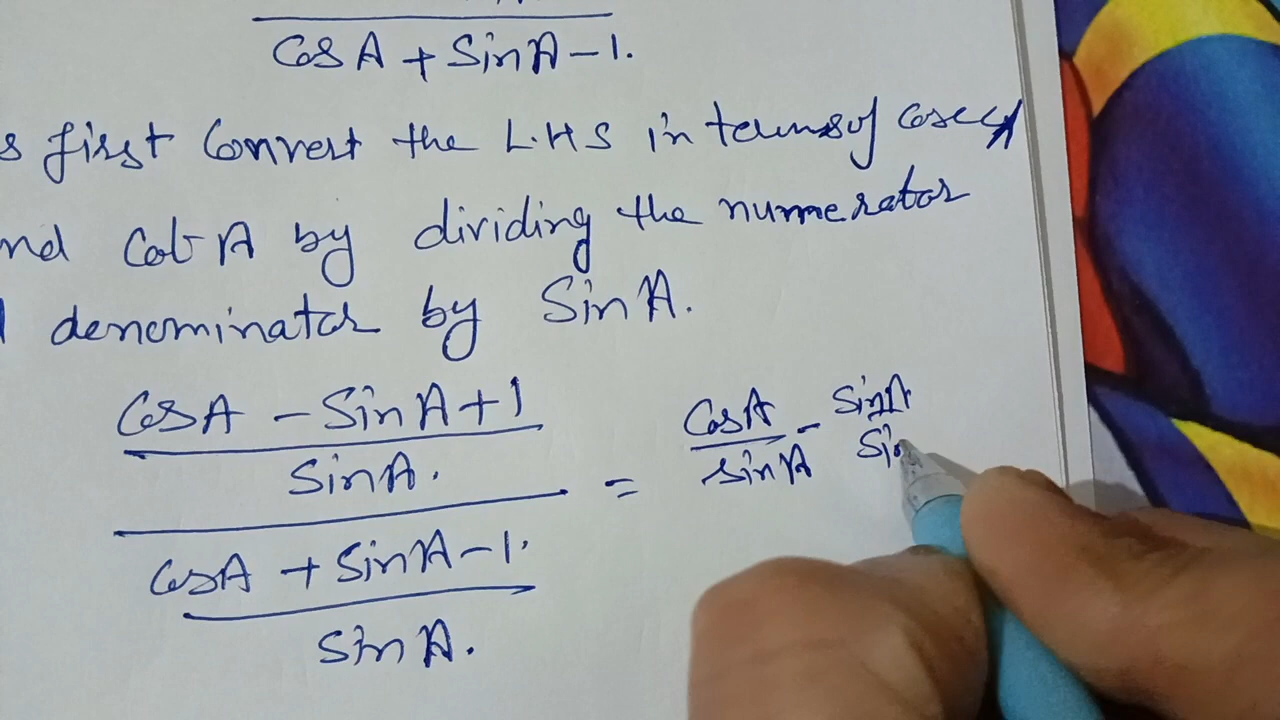 Cos A + Sin A - 1.
s first Convert the L.H.S in terms of cosec A
nd Cot A by dividing the numerator
denominator by Sin A.
Cos A - Sin A + 1
Sin A.
Cos A + Sin A - 1.
Sin A.
=
Cos A - Sin A
Sin A Sin